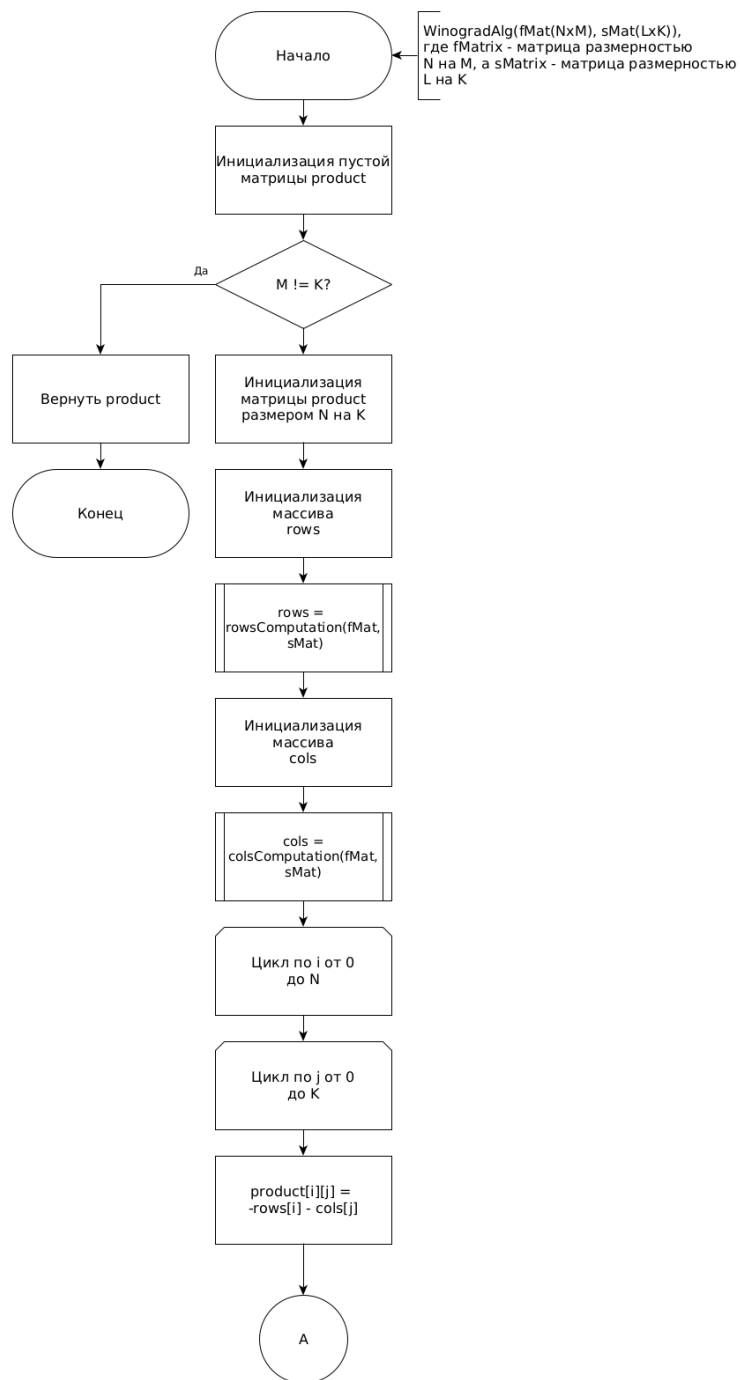 Начало
WinogradAlg(fMat(NxM), sMat(LxK)),
где fMatrix - матрица размерностью
N на M, а sMatrix - матрица размерностью
L на K
Инициализация пустой
матрицы product
Да
M != K?
Вернуть product
Инициализация
матрицы product
размером N на K
Конец
Инициализация
массива
rows
rows =
rowsComputation(fMat,
sMat)
Инициализация
массива
cols
cols =
colsComputation(fMat,
sMat)
Цикл по i от 0
до N
Цикл по j от 0
до K
product[i][j] =
-rows[i] - cols[j]
A